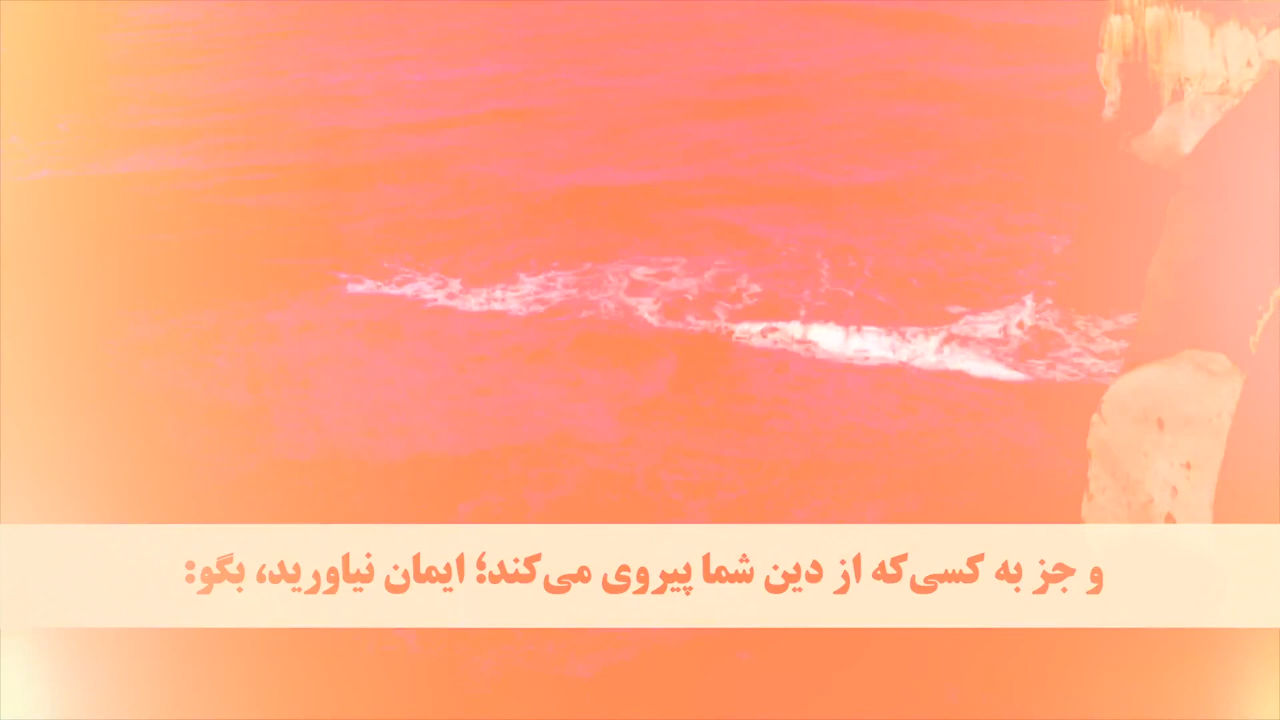 و جز به کسی‌که از دین شما پیروی می‌کند؛ ایمان نیاورید، بگو: